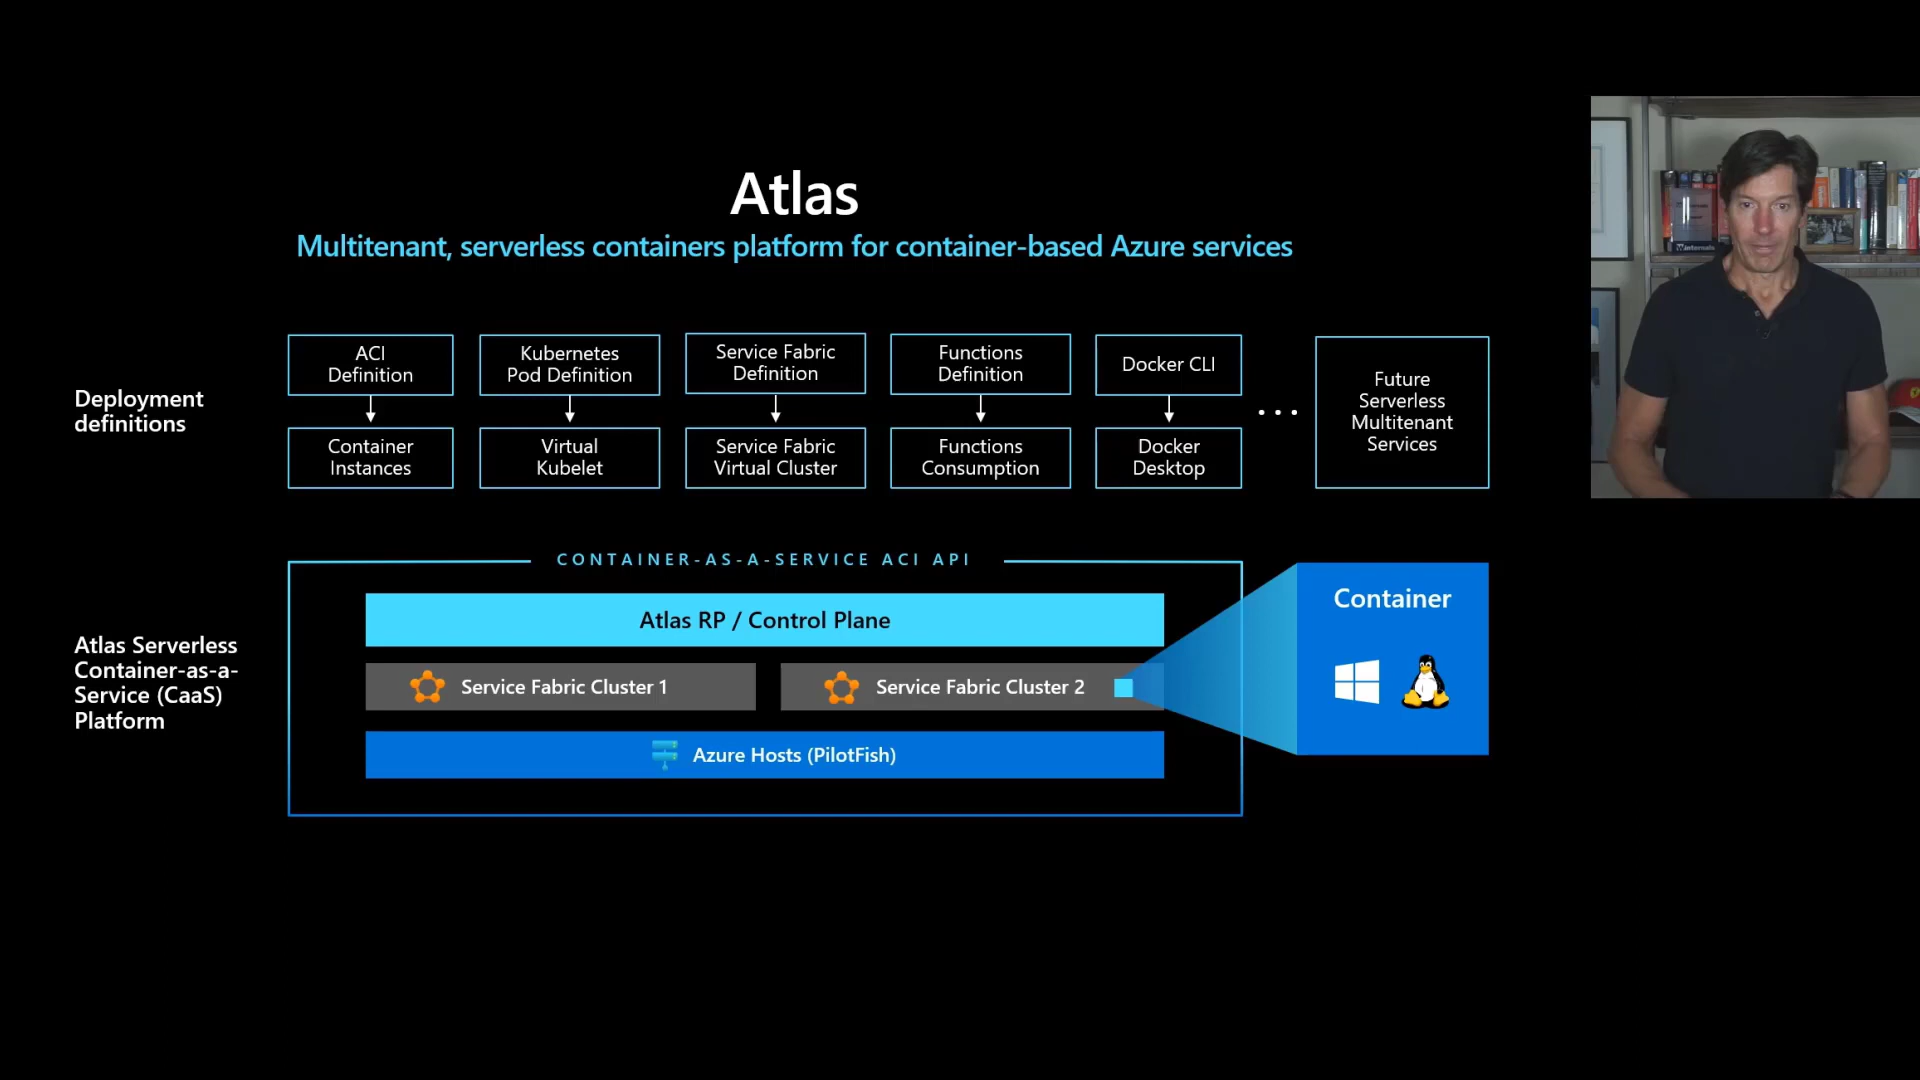 Atlas
Multitenant, serverless containers platform for container-based Azure services
Deployment
definitions
ACI
Definition
Kubernetes
Pod Definition
Service Fabric
Definition
Functions
Definition
Docker CLI
Container
Instances
Virtual
Kubelet
Service Fabric
Virtual Cluster
Functions
Consumption
Docker
Desktop
...
Future
Serverless
Multitenant
Services
Atlas Serverless
Container-as-a-
Service (CaaS)
Platform
CONTAINER-AS-A-SERVICE ACI API
Atlas RP / Control Plane
Service Fabric Cluster 1
Service Fabric Cluster 2
Azure Hosts (PilotFish)
Container